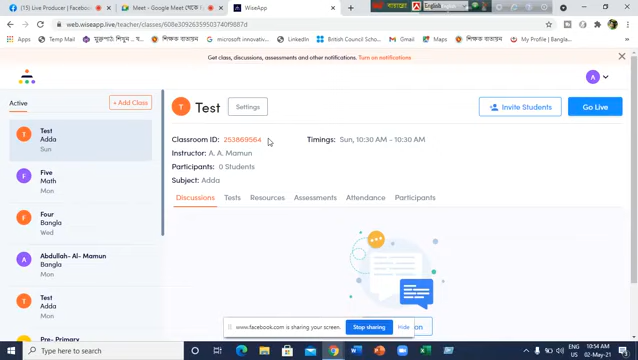 Live Producer | Facebook
Meet - Google Meet থেকে
WiseApp
English
web.wiseapp.live/teacher/classes/608e30926359503740f9887d
Apps
Temp Mail
শিক্ষক বাতায়ন
microsoft innovativ...
LinkedIn
British Council Scho...
Gmail
Maps
শিক্ষক বাতায়ন
My profile | Bangla...
Get class, discussions, assessments and other notifications. Turn on notifications
A
Active
+ Add Class
T
Test
Adda
Sun
F
Five
Math
Mon
F
Four
Bangla
Wed
A
Abdullah- Al- Mamun
Bangla
Mon
T
Test
Adda
Mon
Pre- Primary
T
Test
Settings
Invite Students
Go Live
Classroom ID: 253869564
Timings: Sun, 10:30 AM - 10:30 AM
Instructor: A. A. Mamun
Participants: 0 Students
Subject: Adda
Discussions Tests Resources Assessments Attendance Participants
www.facebook.com is sharing your screen.
Stop sharing
Hide
on
Type here to search
ENG
US
10:54 AM
02-May-21